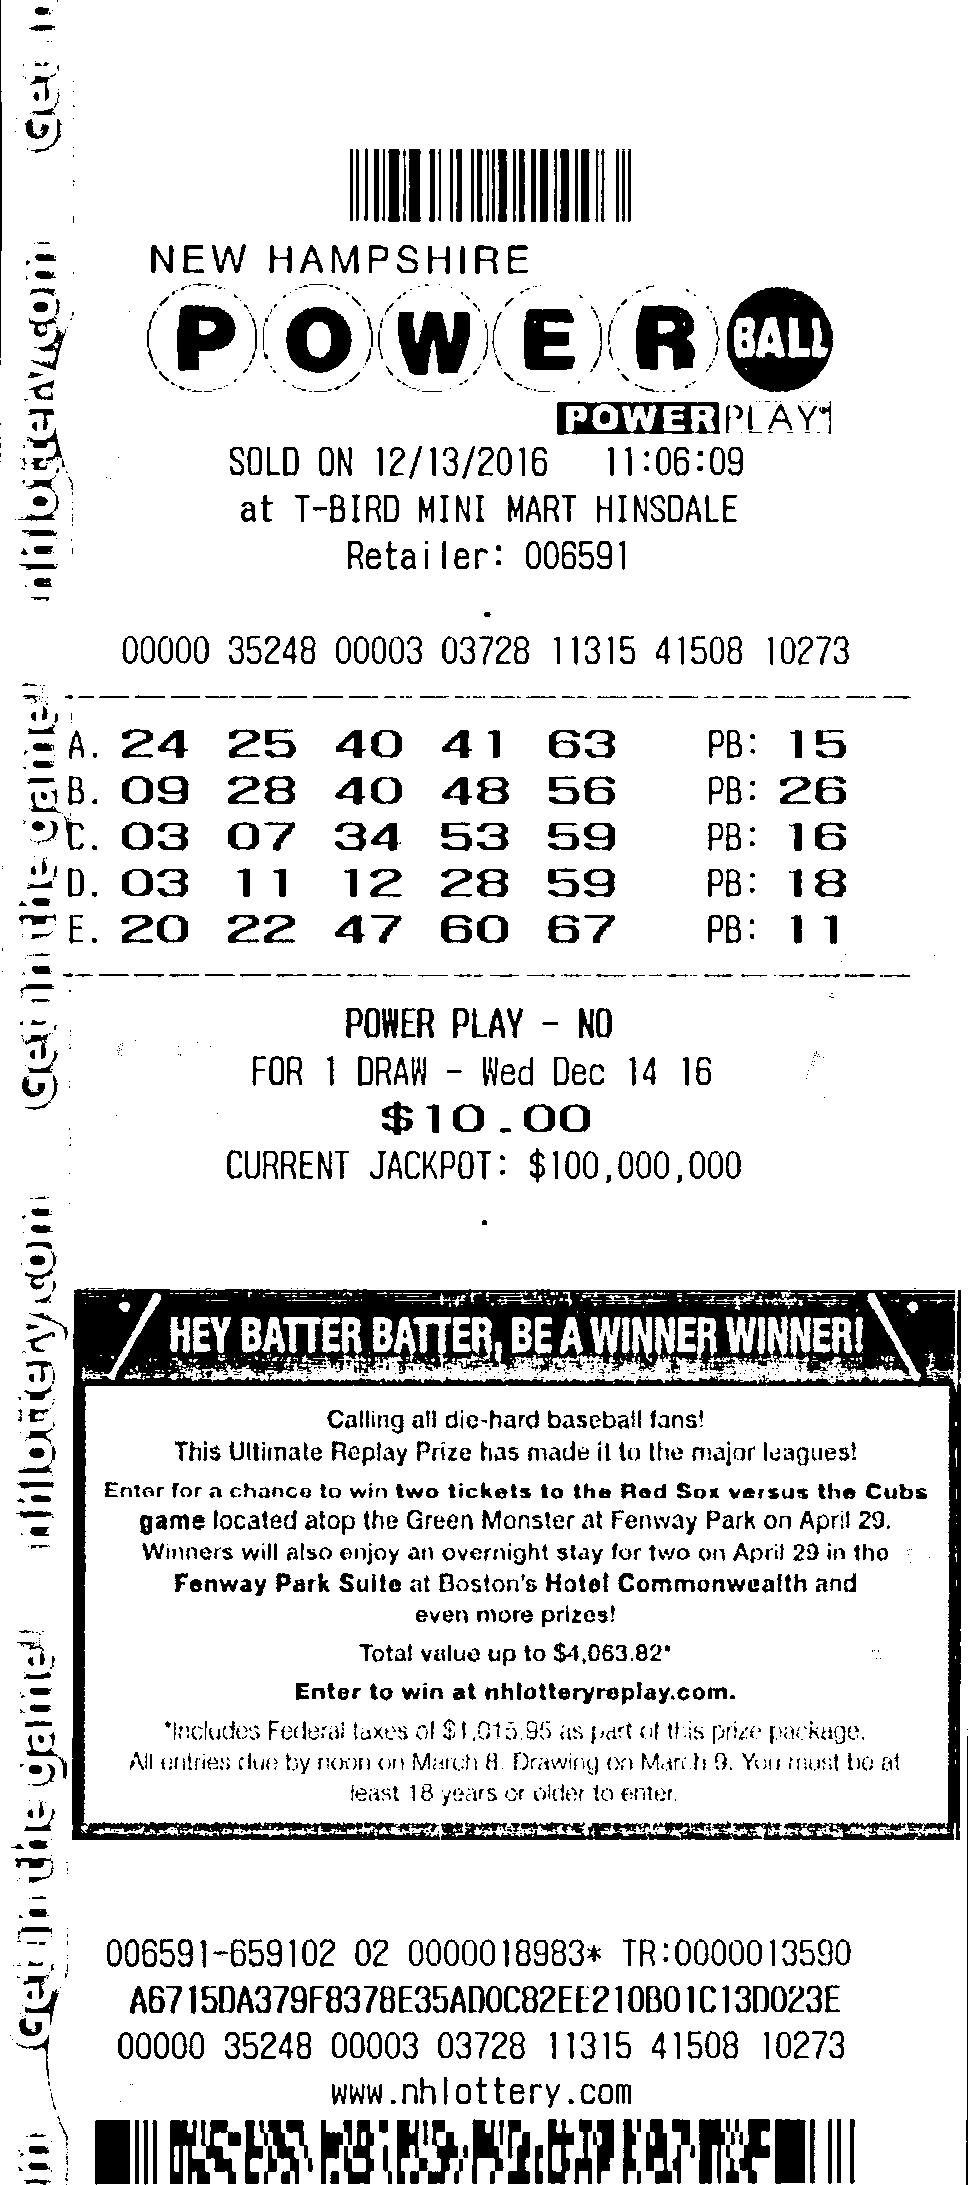 NEW HAMPSHIRE
POWERBALL
POWERPLAY
SOLD ON 12/13/2016 11:06:09
at T-BIRD MINI MART HINSDALE
Retailer: 006591
00000 35248 00003 03728 11315 41508 10273
A. 24 25 40 41 63 PB: 15
B. 09 28 40 48 56 PB: 26
C. 03 07 34 53 59 PB: 16
D. 03 11 12 28 59 PB: 18
E. 20 22 47 60 67 PB: 11
POWER PLAY - NO
FOR 1 DRAW - Wed Dec 14 16
$10.00
CURRENT JACKPOT: $100,000,000
HEY BATTER BATTER, BE A WINNER WINNER!
Calling all die-hard baseball fans!
This Ultimate Replay Prize has made it to the major leagues!
Enter for a chance to win two tickets to the Red Sox versus the Cubs
game located atop the Green Monster at Fenway Park on April 29.
Winners will also enjoy an overnight stay for two on April 29 in the
Fenway Park Suite at Boston's Hotel Commonwealth and
even more prizes!
Total value up to $4,063.82*
Enter to win at nhlotteryreplay.com.
*Includes Federal taxes of $1,015.95 as part of this prize package.
All entries due by noon on March 8. Drawing on March 9. You must be at
least 18 years or older to enter.
006591-659102 02 0000018983* TR:0000013590
A6715DA379F8378E35AD0C82EE210B01C13D023E
00000 35248 00003 03728 11315 41508 10273
www.nhlottery.com
Get in the game!
nhlottery.com
Get in the game!
nhlottery.com